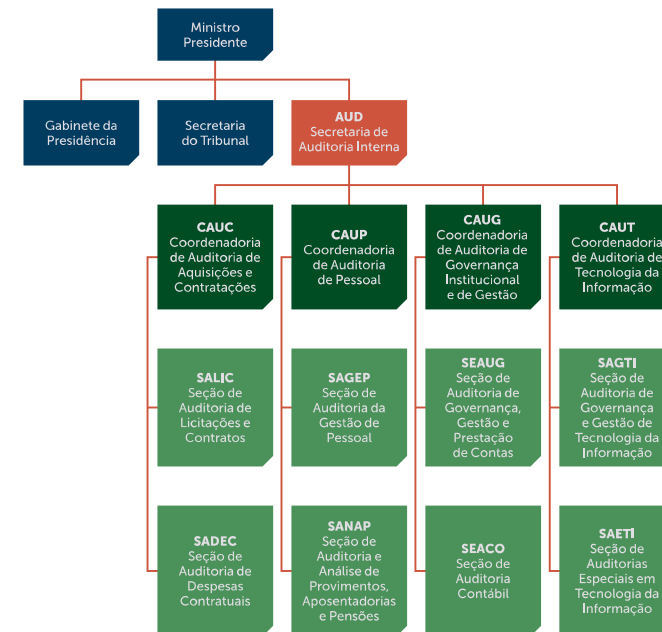 Ministro
Presidente
Gabinete da
Presidência
Secretaria
do Tribunal
AUD
Secretaria de
Auditoria Interna
CAUC
Coordenadoria
de Auditoria de
Aquisições e
Contratações
CAUP
Coordenadoria
de Auditoria
de Pessoal
CAUG
Coordenadoria
de Auditoria de
Governança
Institucional
e de Gestão
CAUT
Coordenadoria
de Auditoria de
Tecnologia da
Informação
SALIC
Seção de
Auditoria de
Licitações e
Contratos
SAGEP
Seção de
Auditoria da
Gestão de
Pessoal
SEAUG
Seção de
Auditoria de
Governança,
Gestão e
Prestação
de Contas
SAGTI
Seção de
Auditoria de
Governança
e Gestão de
Tecnologia da
Informação
SADEC
Seção de
Auditoria de
Despesas
Contratuais
SANAP
Seção de
Auditoria e
Análise de
Provimentos,
Aposentadorias
e Pensões
SEACO
Seção de
Auditoria
Contábil
SAETI
Seção de
Auditorias
Especiais em
Tecnologia da
Informação